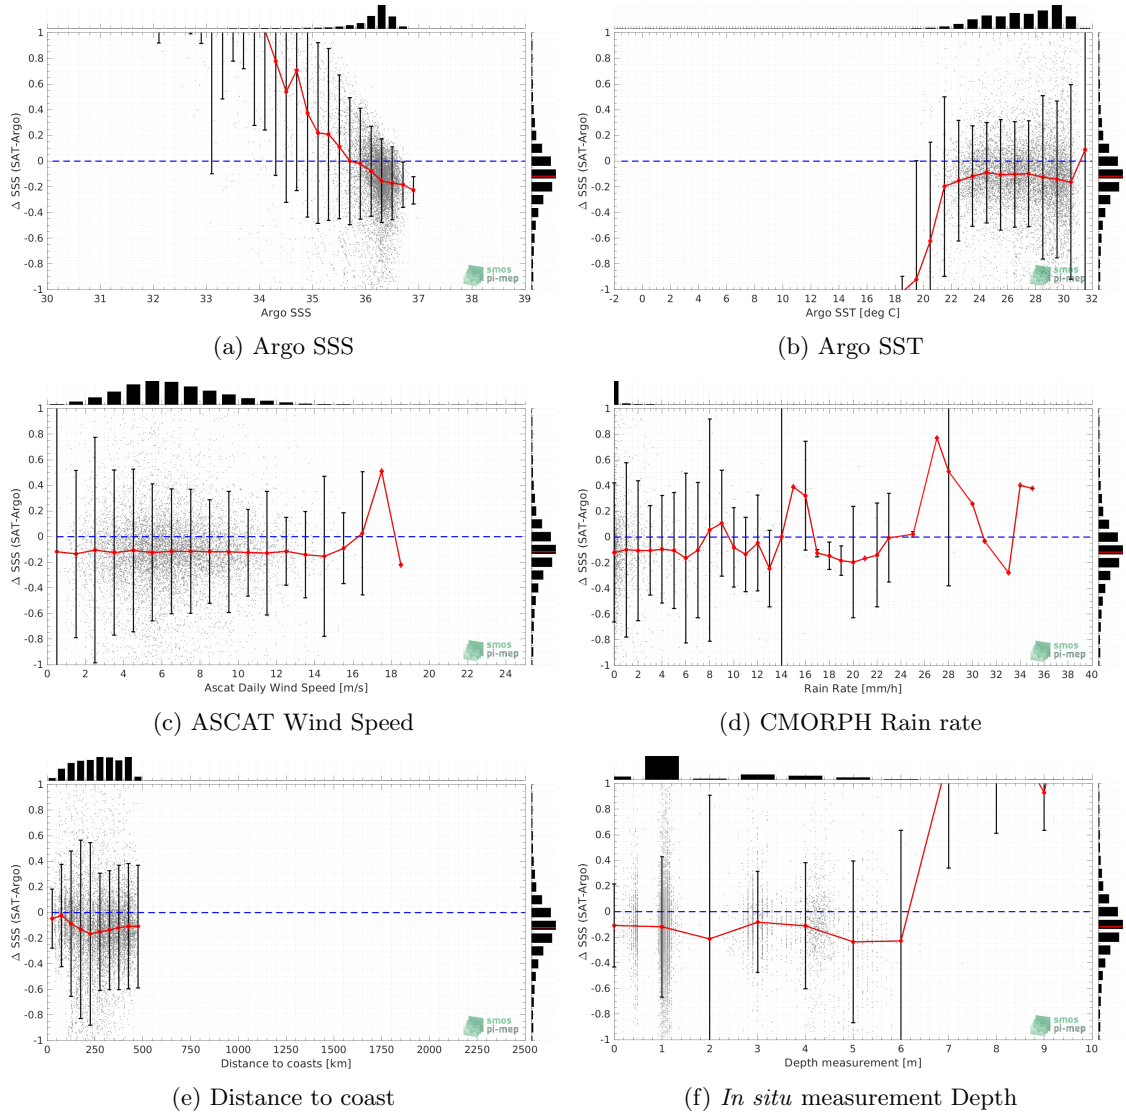 1
0.8
0.6
0.4
0.2
0
-0.2
-0.4
-0.6
-0.8
-1
Δ SSS (SAT-Argo)
30 31 32 33 34 35 36 37 38 39
Argo SSS
smos
pi-mep
(a) Argo SSS
1
0.8
0.6
0.4
0.2
0
-0.2
-0.4
-0.6
-0.8
-1
Δ SSS (SAT-Argo)
-2 0 2 4 6 8 10 12 14 16 18 20 22 24 26 28 30 32
Argo SST [deg C]
smos
pi-mep
(b) Argo SST
1
0.8
0.6
0.4
0.2
0
-0.2
-0.4
-0.6
-0.8
-1
Δ SSS (SAT-Argo)
0 2 4 6 8 10 12 14 16 18 20 22 24
Ascat Daily Wind Speed [m/s]
smos
pi-mep
(c) ASCAT Wind Speed
1
0.8
0.6
0.4
0.2
0
-0.2
-0.4
-0.6
-0.8
-1
Δ SSS (SAT-Argo)
0 2 4 6 8 10 12 14 16 18 20 22 24 26 28 30 32 34 36 38 40
Rain Rate [mm/h]
smos
pi-mep
(d) CMORPH Rain rate
1
0.8
0.6
0.4
0.2
0
-0.2
-0.4
-0.6
-0.8
-1
Δ SSS (SAT-Argo)
0 250 500 750 1000 1250 1500 1750 2000 2250 2500
Distance to coasts [km]
smos
pi-mep
(e) Distance to coast
1
0.8
0.6
0.4
0.2
0
-0.2
-0.4
-0.6
-0.8
-1
Δ SSS (SAT-Argo)
0 1 2 3 4 5 6 7 8 9 10
Depth measurement [m]
smos
pi-mep
(f) In situ measurement Depth